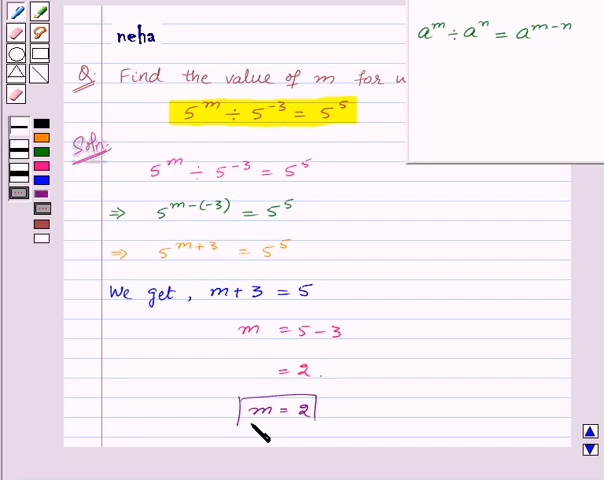 neha
a^m ÷ a^n = a^(m-n)
Q. Find the value of m for
5^m ÷ 5^-3 = 5^5
Soln.
5^m ÷ 5^-3 = 5^5
⇒ 5^(m-(-3)) = 5^5
⇒ 5^(m+3) = 5^5
We get, m + 3 = 5
m = 5 - 3
= 2.
m = 2